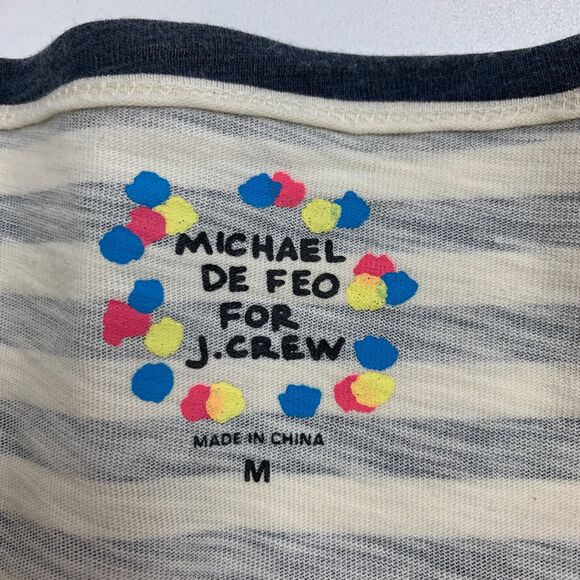 MICHAEL
DE FEO
FOR
J.CREW
MADE IN CHINA
M